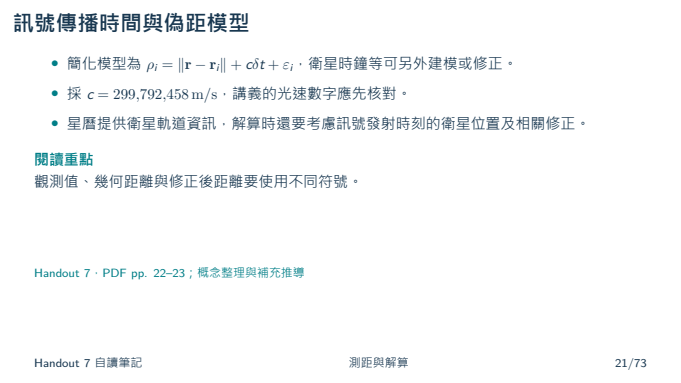 訊號傳播時間與偽距模型
• 簡化模型為 ρᵢ = ‖r − rᵢ‖ + cδt + εᵢ，衛星時鐘等可另外建模或修正。
• 採 c = 299,792,458 m/s，講義的光速數字應先核對。
• 星曆提供衛星軌道資訊，解算時還要考慮訊號發射時刻的衛星位置及相關修正。
閱讀重點
觀測值、幾何距離與修正後距離要使用不同符號。
Handout 7 · PDF pp. 22–23；概念整理與補充推導
Handout 7 自讀筆記 測距與解算 21/73